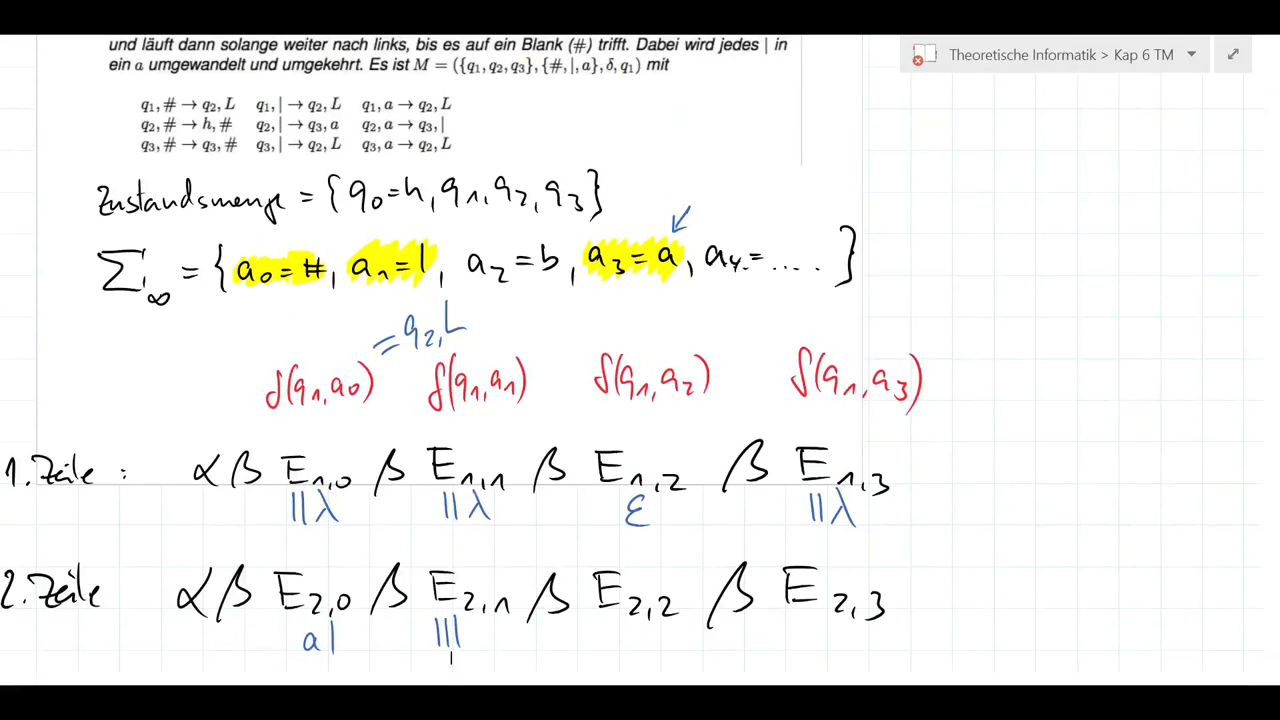 und läuft dann solange weiter nach links, bis es auf ein Blank (#) trifft. Dabei wird jedes | in
Theoretische Informatik > Kap 6 TM
ein a umgewandelt und umgekehrt. Es ist M = ({q₁, q₂, q₃}, {#, |, a}, δ, q₁) mit
q₁, # → q₂, L q₁, | → q₂, L q₁, a → q₂, L
q₂, # → h, # q₂, | → q₃, a q₂, a → q₃, |
q₃, # → q₃, # q₃, | → q₂, L q₃, a → q₂, L
Zustandsmenge = {q₀=h, q₁, q₂, q₃}
Σ∞ = {a₀ = #, a₁ = |, a₂ = b, a₃ = a, a₄ = ....}
= q₂, L
δ(q₁, a₀) δ(q₁, a₁) δ(q₁, a₂) δ(q₁, a₃)
1. Zeile : α β E₁,₀ β E₁,₁ β E₁,₂ β E₁,₃
||λ ||λ ε ||λ
2. Zeile α β E₂,₀ β E₂,₁ β E₂,₂ β E₂,₃
a| |||